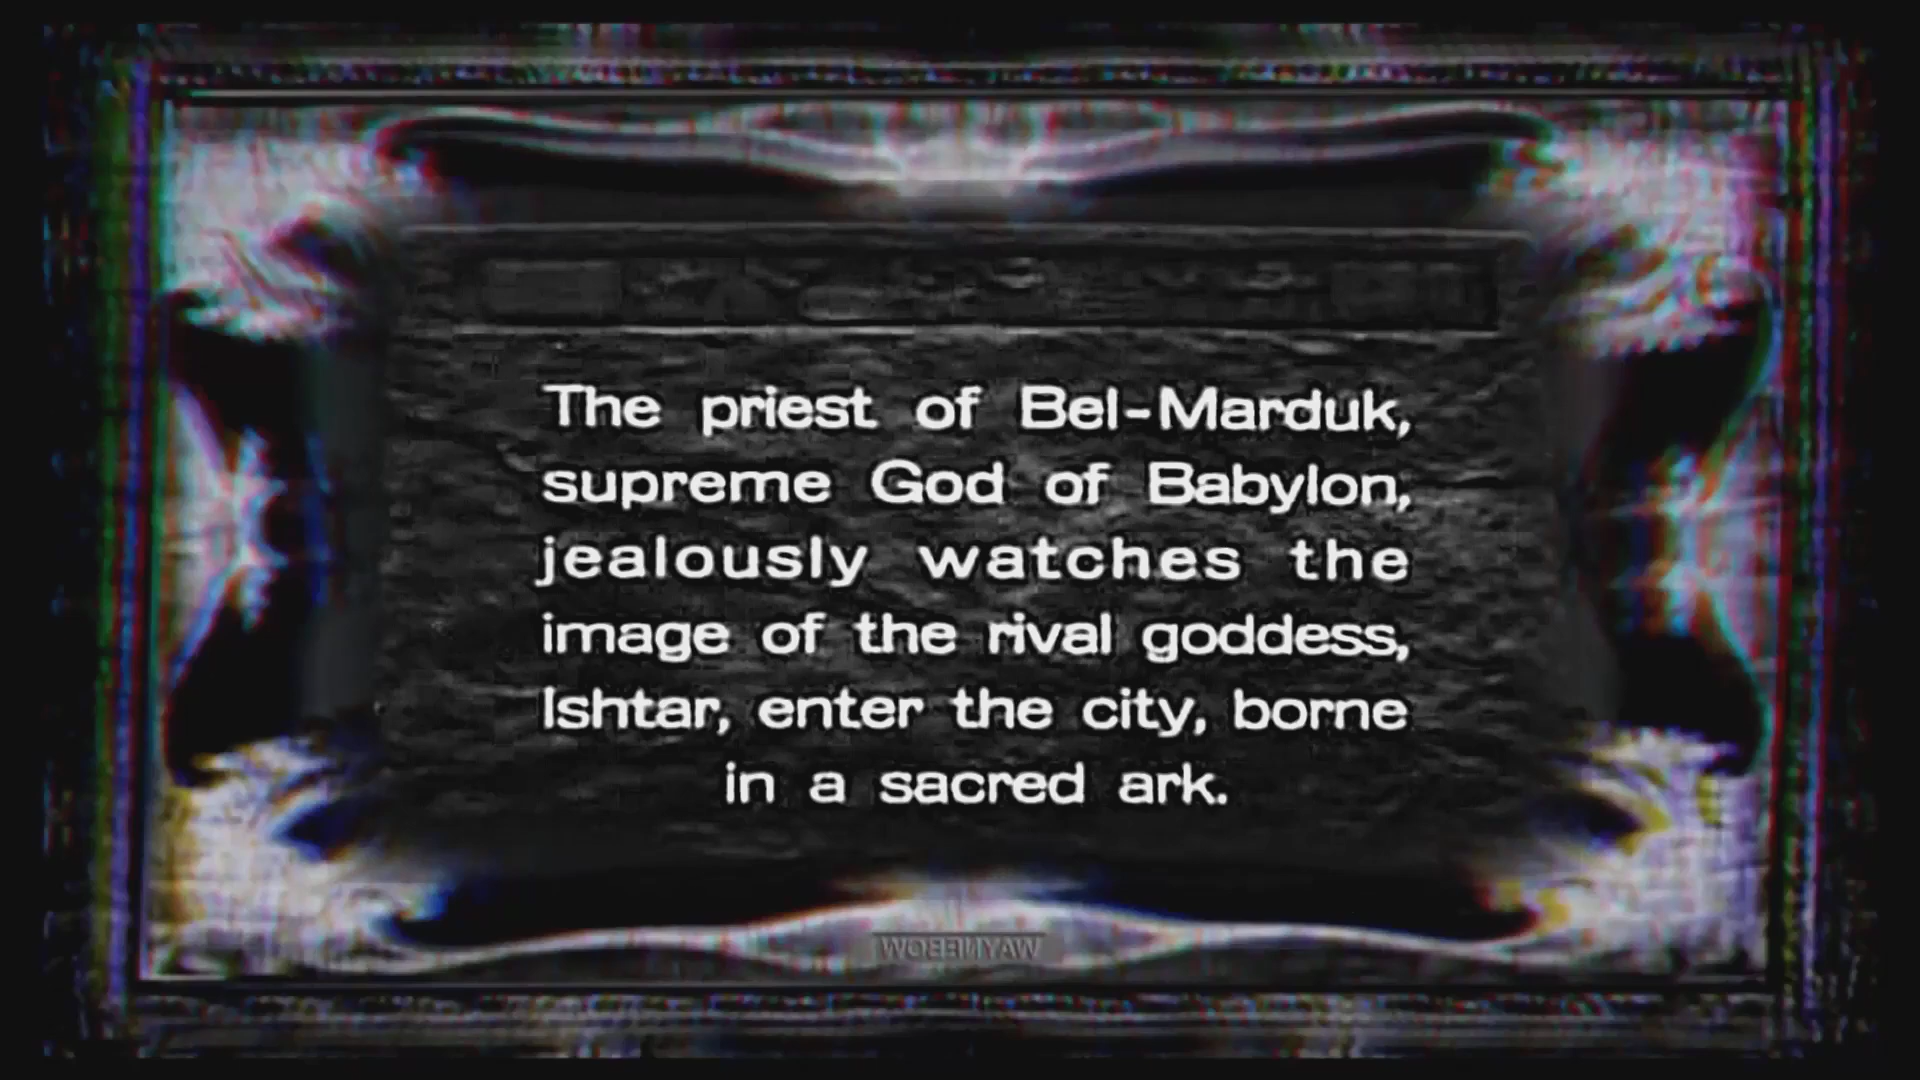 The priest of Bel-Marduk,
supreme God of Babylon,
jealously watches the
image of the rival goddess,
Ishtar, enter the city, borne
in a sacred ark.